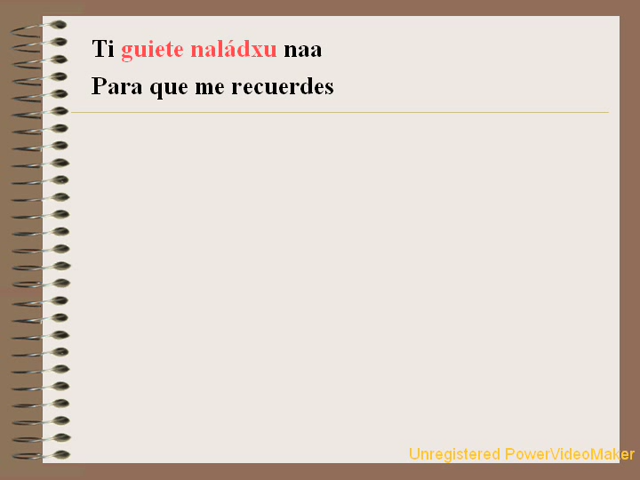 Ti guiete naládxu naa
Para que me recuerdes
Unregistered PowerVideoMaker